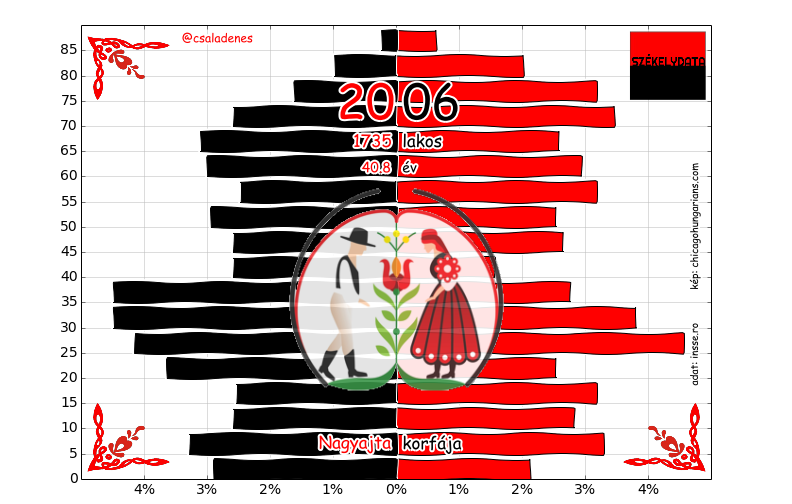 @csaladenes
SZÉKELYDATA
2006
1735 lakos
40.8 év
kép: chicagohungarians.com
adat: insse.ro
Nagyajta korfája
85
80
75
70
65
60
55
50
45
40
35
30
25
20
15
10
5
0
4% 3% 2% 1% 0% 1% 2% 3% 4%